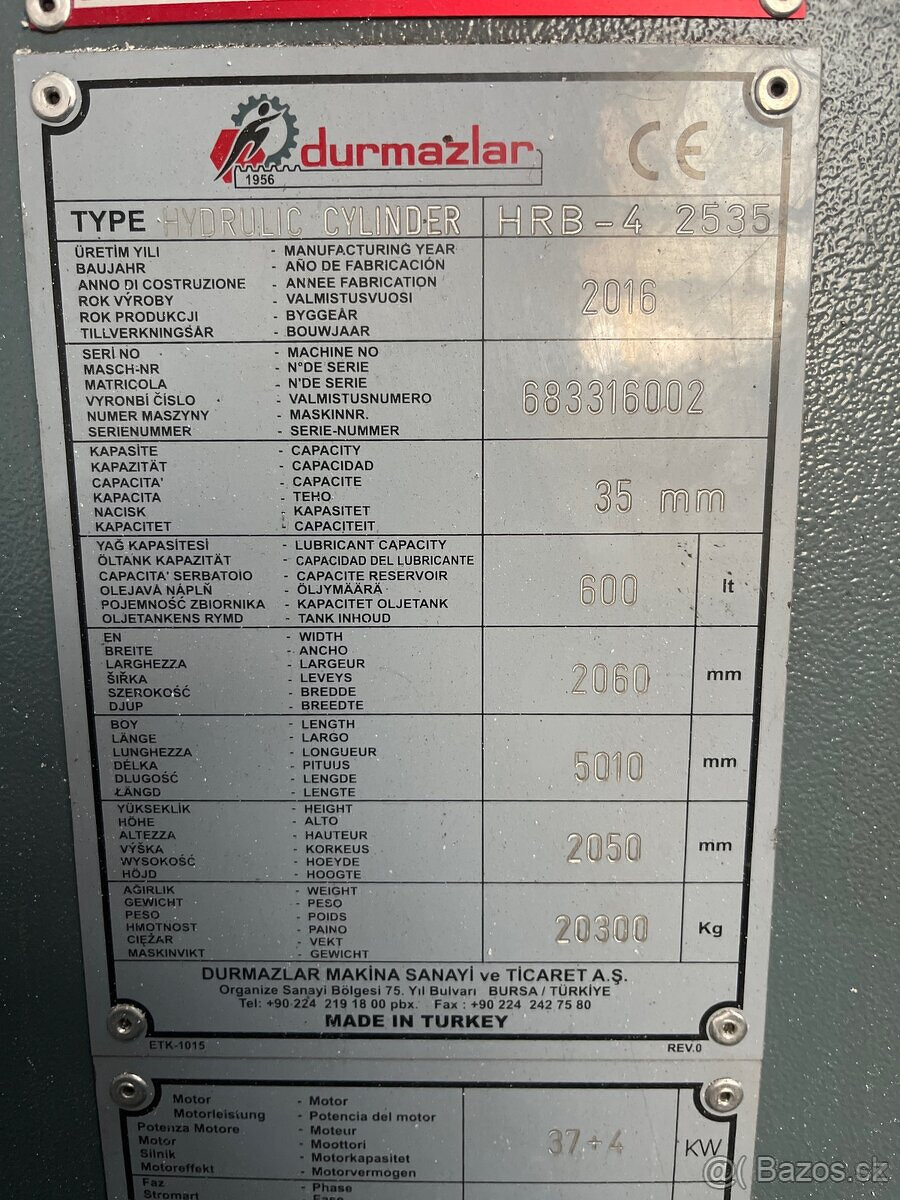 durmazlar
1956
CE
TYPE HYDRULIC CYLINDER HRB-4 2535
ÜRETİM YILI - MANUFACTURING YEAR
BAUJAHR - AÑO DE FABRICACIÓN
ANNO DI COSTRUZIONE - ANNEE FABRICATION
ROK VÝROBY - VALMISTUSVUOSI
ROK PRODUKCJI - BYGGEÅR
TILLVERKNINGSÅR - BOUWJAAR
2016
SERİ NO - MACHINE NO
MASCH-NR - N°DE SERIE
MATRICOLA - N'DE SERIE
VYRONBÍ ČÍSLO - VALMISTUSNUMERO
NUMER MASZYNY - MASKINNR.
SERIENUMMER - SERIE-NUMMER
683316002
KAPASİTE - CAPACITY
KAPAZITÄT - CAPACIDAD
CAPACITA' - CAPACITE
KAPACITA - TEHO
NACISK - KAPASITET
KAPACITET - CAPACITEIT
35 mm
YAĞ KAPASİTESİ - LUBRICANT CAPACITY
ÖLTANK KAPAZITÄT - CAPACIDAD DEL LUBRICANTE
CAPACITA' SERBATOIO - CAPACITE RESERVOIR
OLEJAVÁ NÁPLŇ - ÖLJYMÄÄRÄ
POJEMNOŚĆ ZBIORNIKA - KAPACITET OLJETANK
OLJETANKENS RYMD - TANK INHOUD
600 lt
EN - WIDTH
BREITE - ANCHO
LARGHEZZA - LARGEUR
ŠIŘKA - LEVEYS
SZEROKOŚĆ - BREDDE
DJUP - BREEDTE
2060 mm
BOY - LENGTH
LÄNGE - LARGO
LUNGHEZZA - LONGUEUR
DÉLKA - PITUUS
DLUGOŚĆ - LENGDE
ŁÄNGD - LENGTE
5010 mm
YÜKSEKLİK - HEIGHT
HÖHE - ALTO
ALTEZZA - HAUTEUR
VÝŠKA - KORKEUS
WYSOKOŚĆ - HOEYDE
HÖJD - HOOGTE
2050 mm
AĞIRLIK - WEIGHT
GEWICHT - PESO
PESO - POIDS
HMOTNOST - PAINO
CIĘŻAR - VEKT
MASKINVIKT - GEWICHT
20300 Kg
DURMAZLAR MAKİNA SANAYİ ve TİCARET A.Ş.
Organize Sanayi Bölgesi 75. Yıl Bulvarı BURSA / TÜRKİYE
Tel: +90 224 219 18 00 pbx. Fax : +90 224 242 75 80
MADE IN TURKEY
ETK-1015 REV.0
Motor - Motor
Motorleistung - Potencia del motor
Potenza Motore - Moteur
Motor - Moottori
Silnik - Motorkapasitet
Motoreffekt - Motorvermogen
37+4 KW
Faz - Phase
Stromart - Fase
@ Bazos.sk